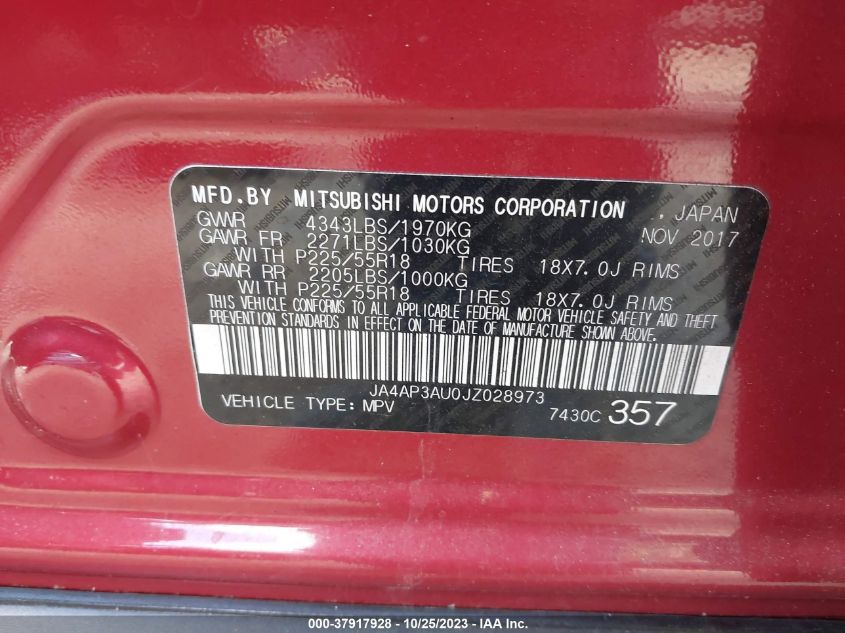 MFD.BY MITSUBISHI MOTORS CORPORATION , JAPAN
GVWR 4343LBS/1970KG NOV 2017
GAWR FR 2271LBS/1030KG
WITH P225/55R18 TIRES 18X7.0J RIMS
GAWR RR 2205LBS/1000KG
WITH P225/55R18 TIRES 18X7.0J RIMS
THIS VEHICLE CONFORMS TO ALL APPLICABLE FEDERAL MOTOR VEHICLE SAFETY AND THEFT
PREVENTION STANDARDS IN EFFECT ON THE DATE OF MANUFACTURE SHOWN ABOVE.
JA4AP3AU0JZ028973
VEHICLE TYPE: MPV 7430C 357
000-37917928 - 10/25/2023 - IAAI.com.